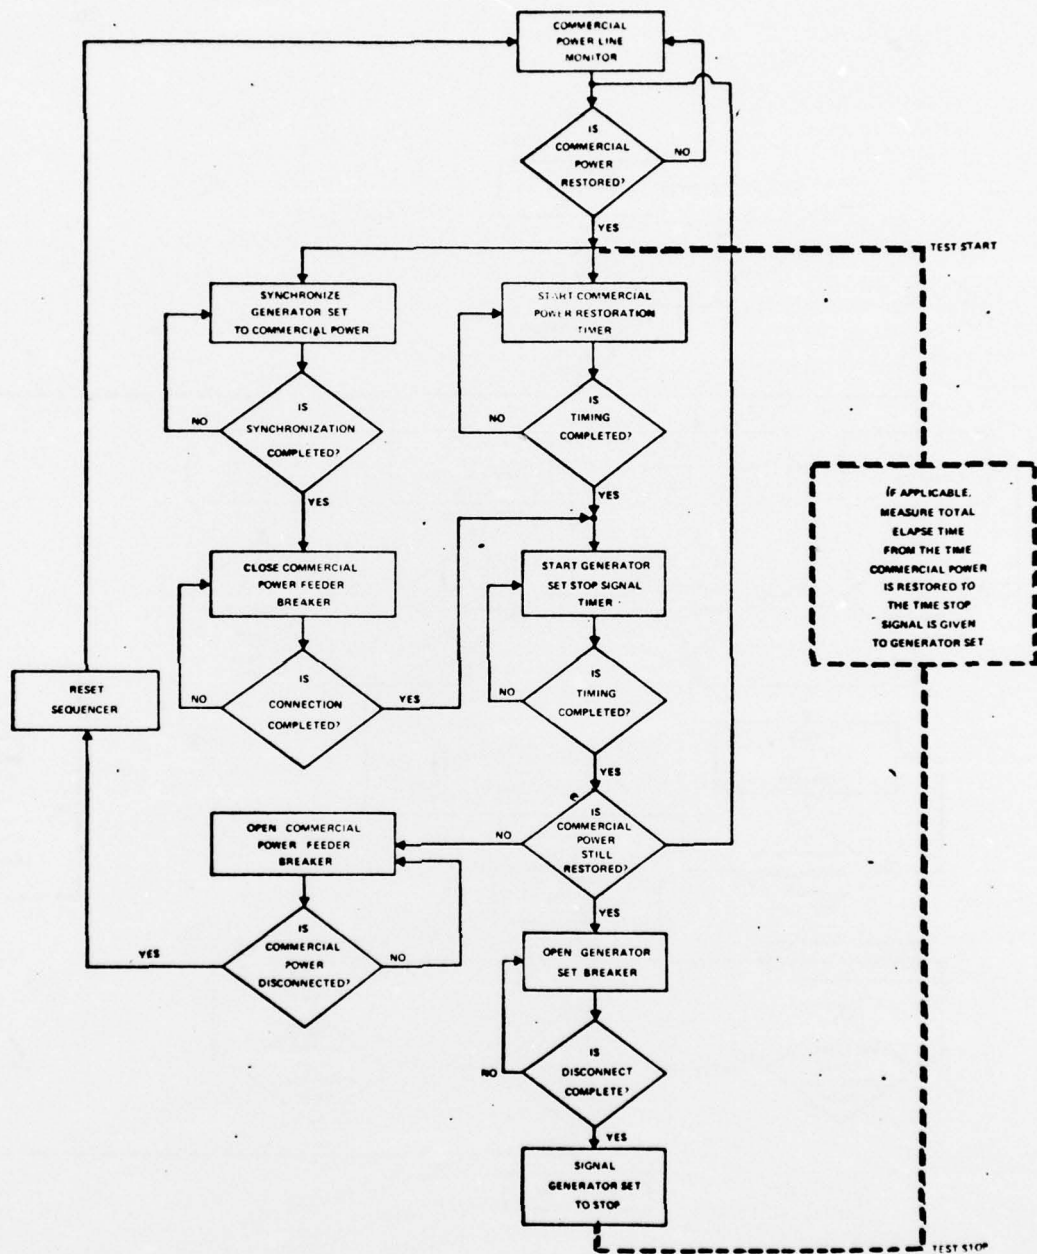 COMMERCIAL
POWER LINE
MONITOR
IS
COMMERCIAL
POWER
RESTORED?
NO
YES
TEST START
SYNCHRONIZE
GENERATOR SET
TO COMMERCIAL POWER
START COMMERCIAL
POWER RESTORATION
TIMER
IS
SYNCHRONIZATION
COMPLETED?
NO
YES
IS
TIMING
COMPLETED?
NO
YES
IF APPLICABLE,
MEASURE TOTAL
ELAPSE TIME
FROM THE TIME
COMMERCIAL POWER
IS RESTORED TO
THE TIME STOP
SIGNAL IS GIVEN
TO GENERATOR SET
CLOSE COMMERCIAL
POWER FEEDER
BREAKER
START GENERATOR
SET STOP SIGNAL
TIMER
RESET
SEQUENCER
NO
IS
CONNECTION
COMPLETED?
YES
NO
IS
TIMING
COMPLETED?
YES
OPEN COMMERCIAL
POWER FEEDER
BREAKER
NO
IS
COMMERCIAL
POWER
STILL
RESTORED?
YES
YES
IS
COMMERCIAL
POWER
DISCONNECTED?
NO
OPEN GENERATOR
SET BREAKER
NO
IS
DISCONNECT
COMPLETE?
YES
SIGNAL
GENERATOR SET
TO STOP
TEST STOP